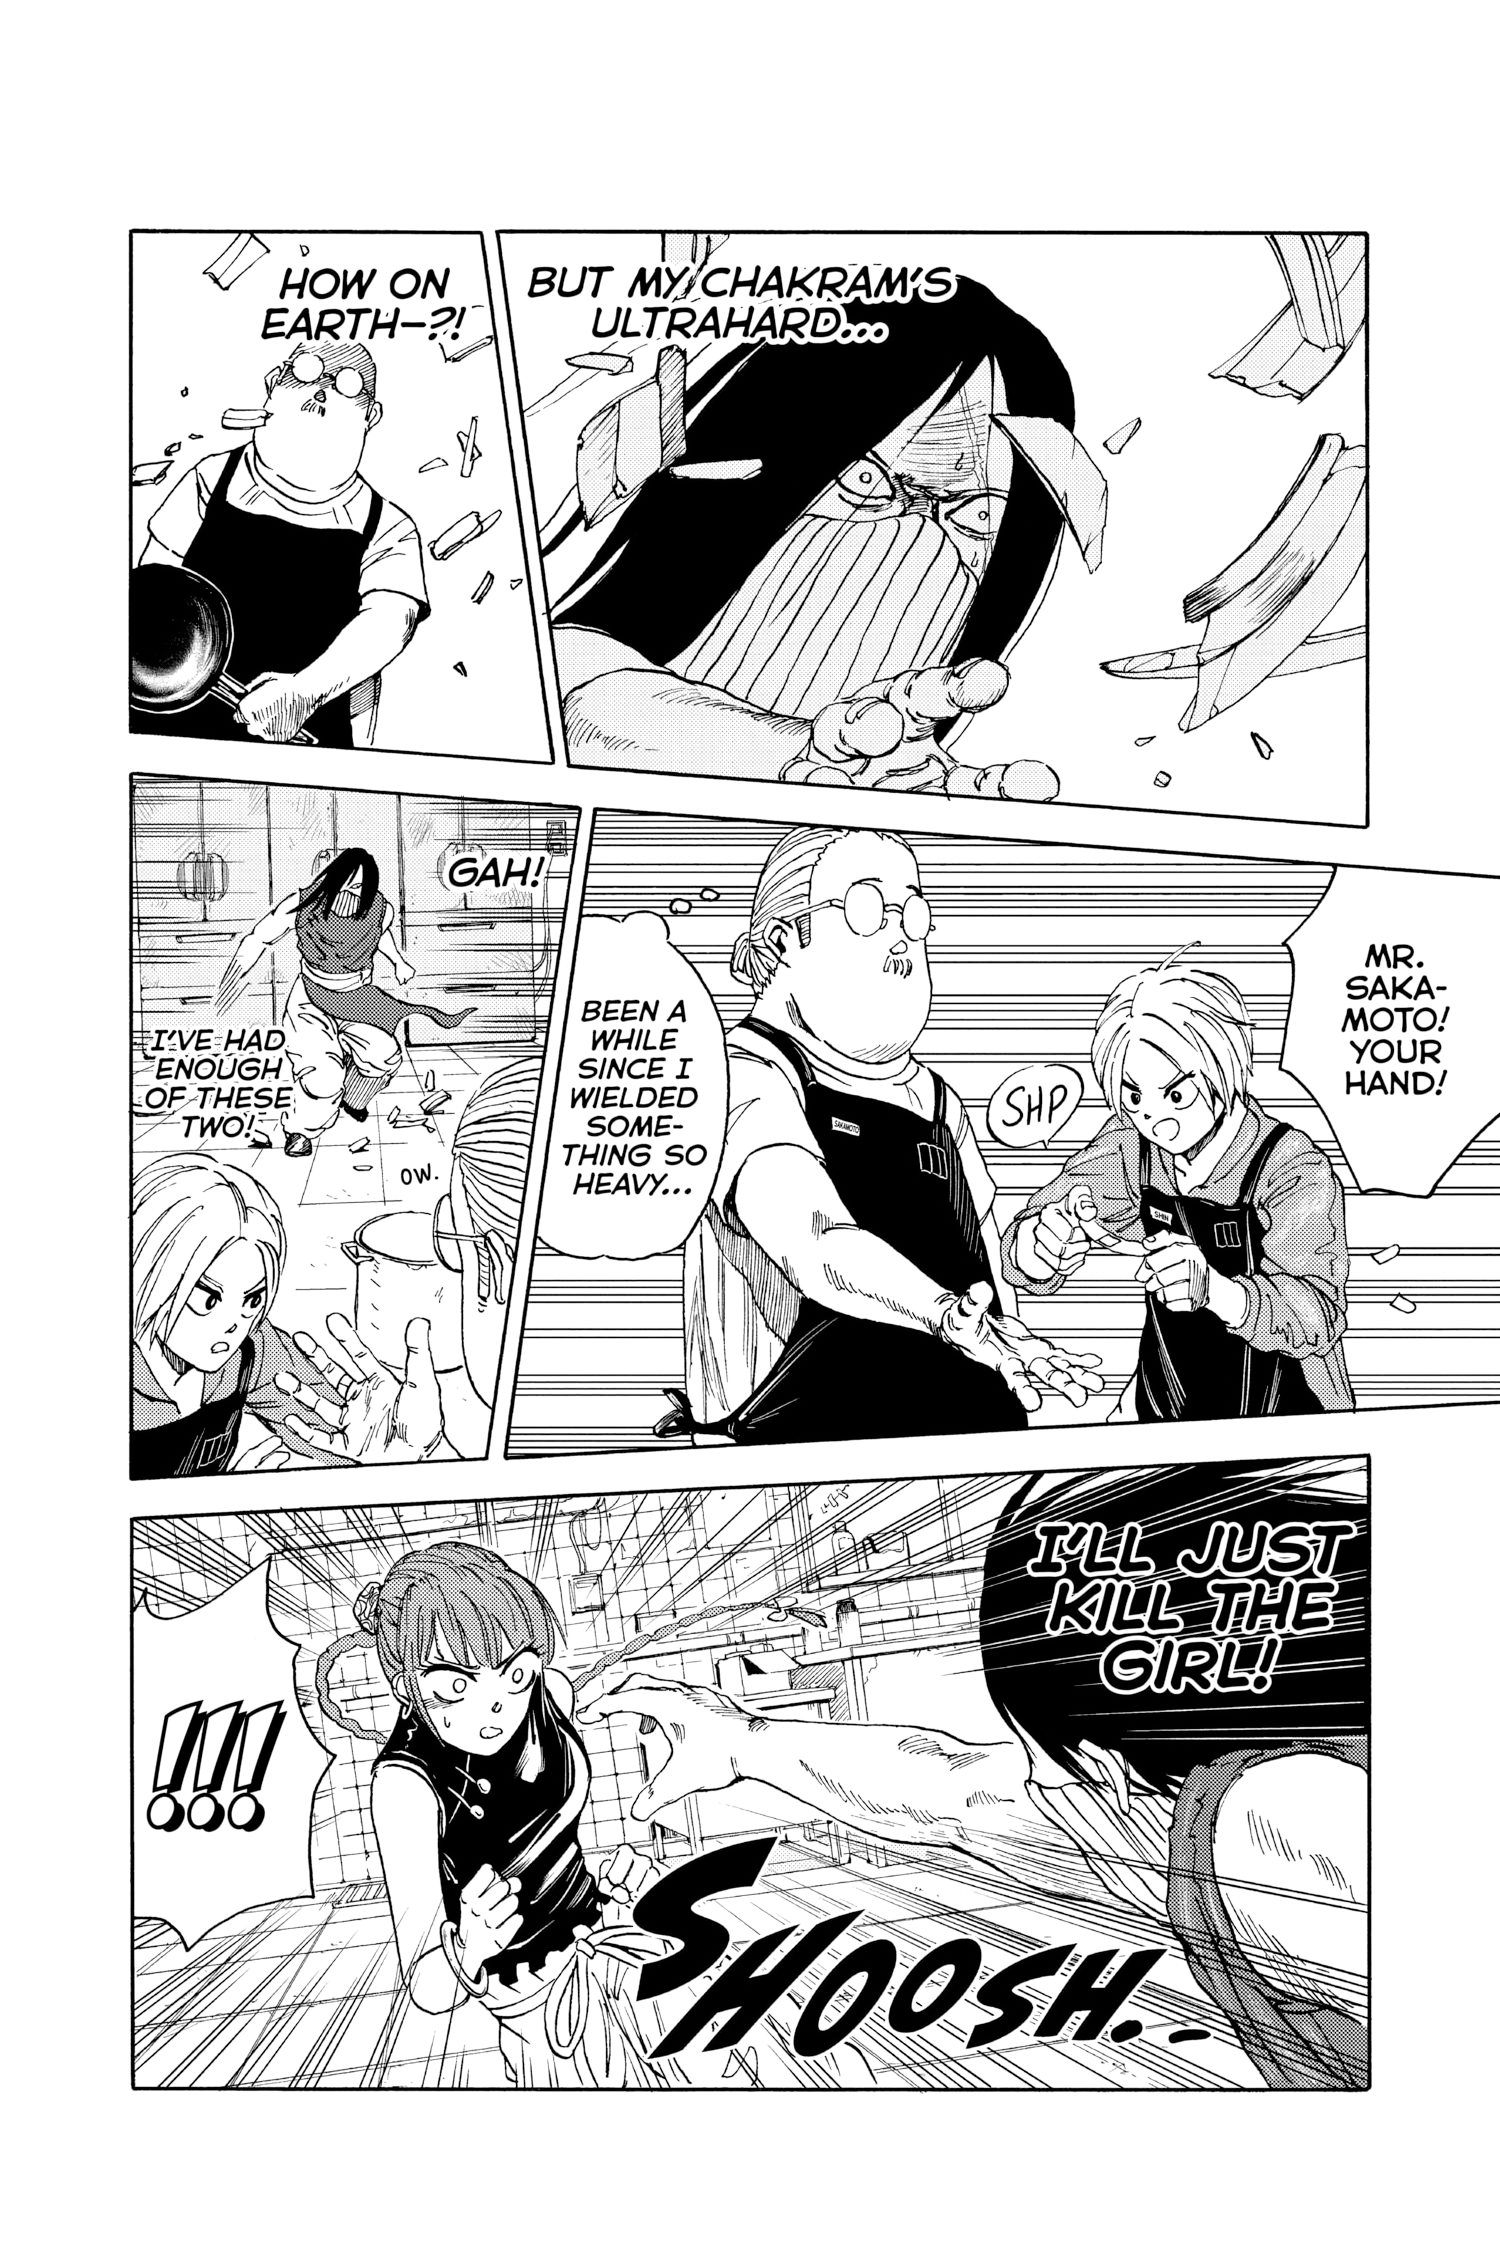 BUT MY CHAKRAM'S
ULTRAHARD...
HOW ON
EARTH—?!
MR.
SAKA-
MOTO!
YOUR
HAND!
SHP
SHIN
SAKAMOTO
BEEN A
WHILE
SINCE I
WIELDED
SOME-
THING SO
HEAVY...
GAH!
I'VE HAD
ENOUGH
OF THESE
TWO!
OW.
I'LL JUST
KILL THE
GIRL!
!!!
SHOOSH..